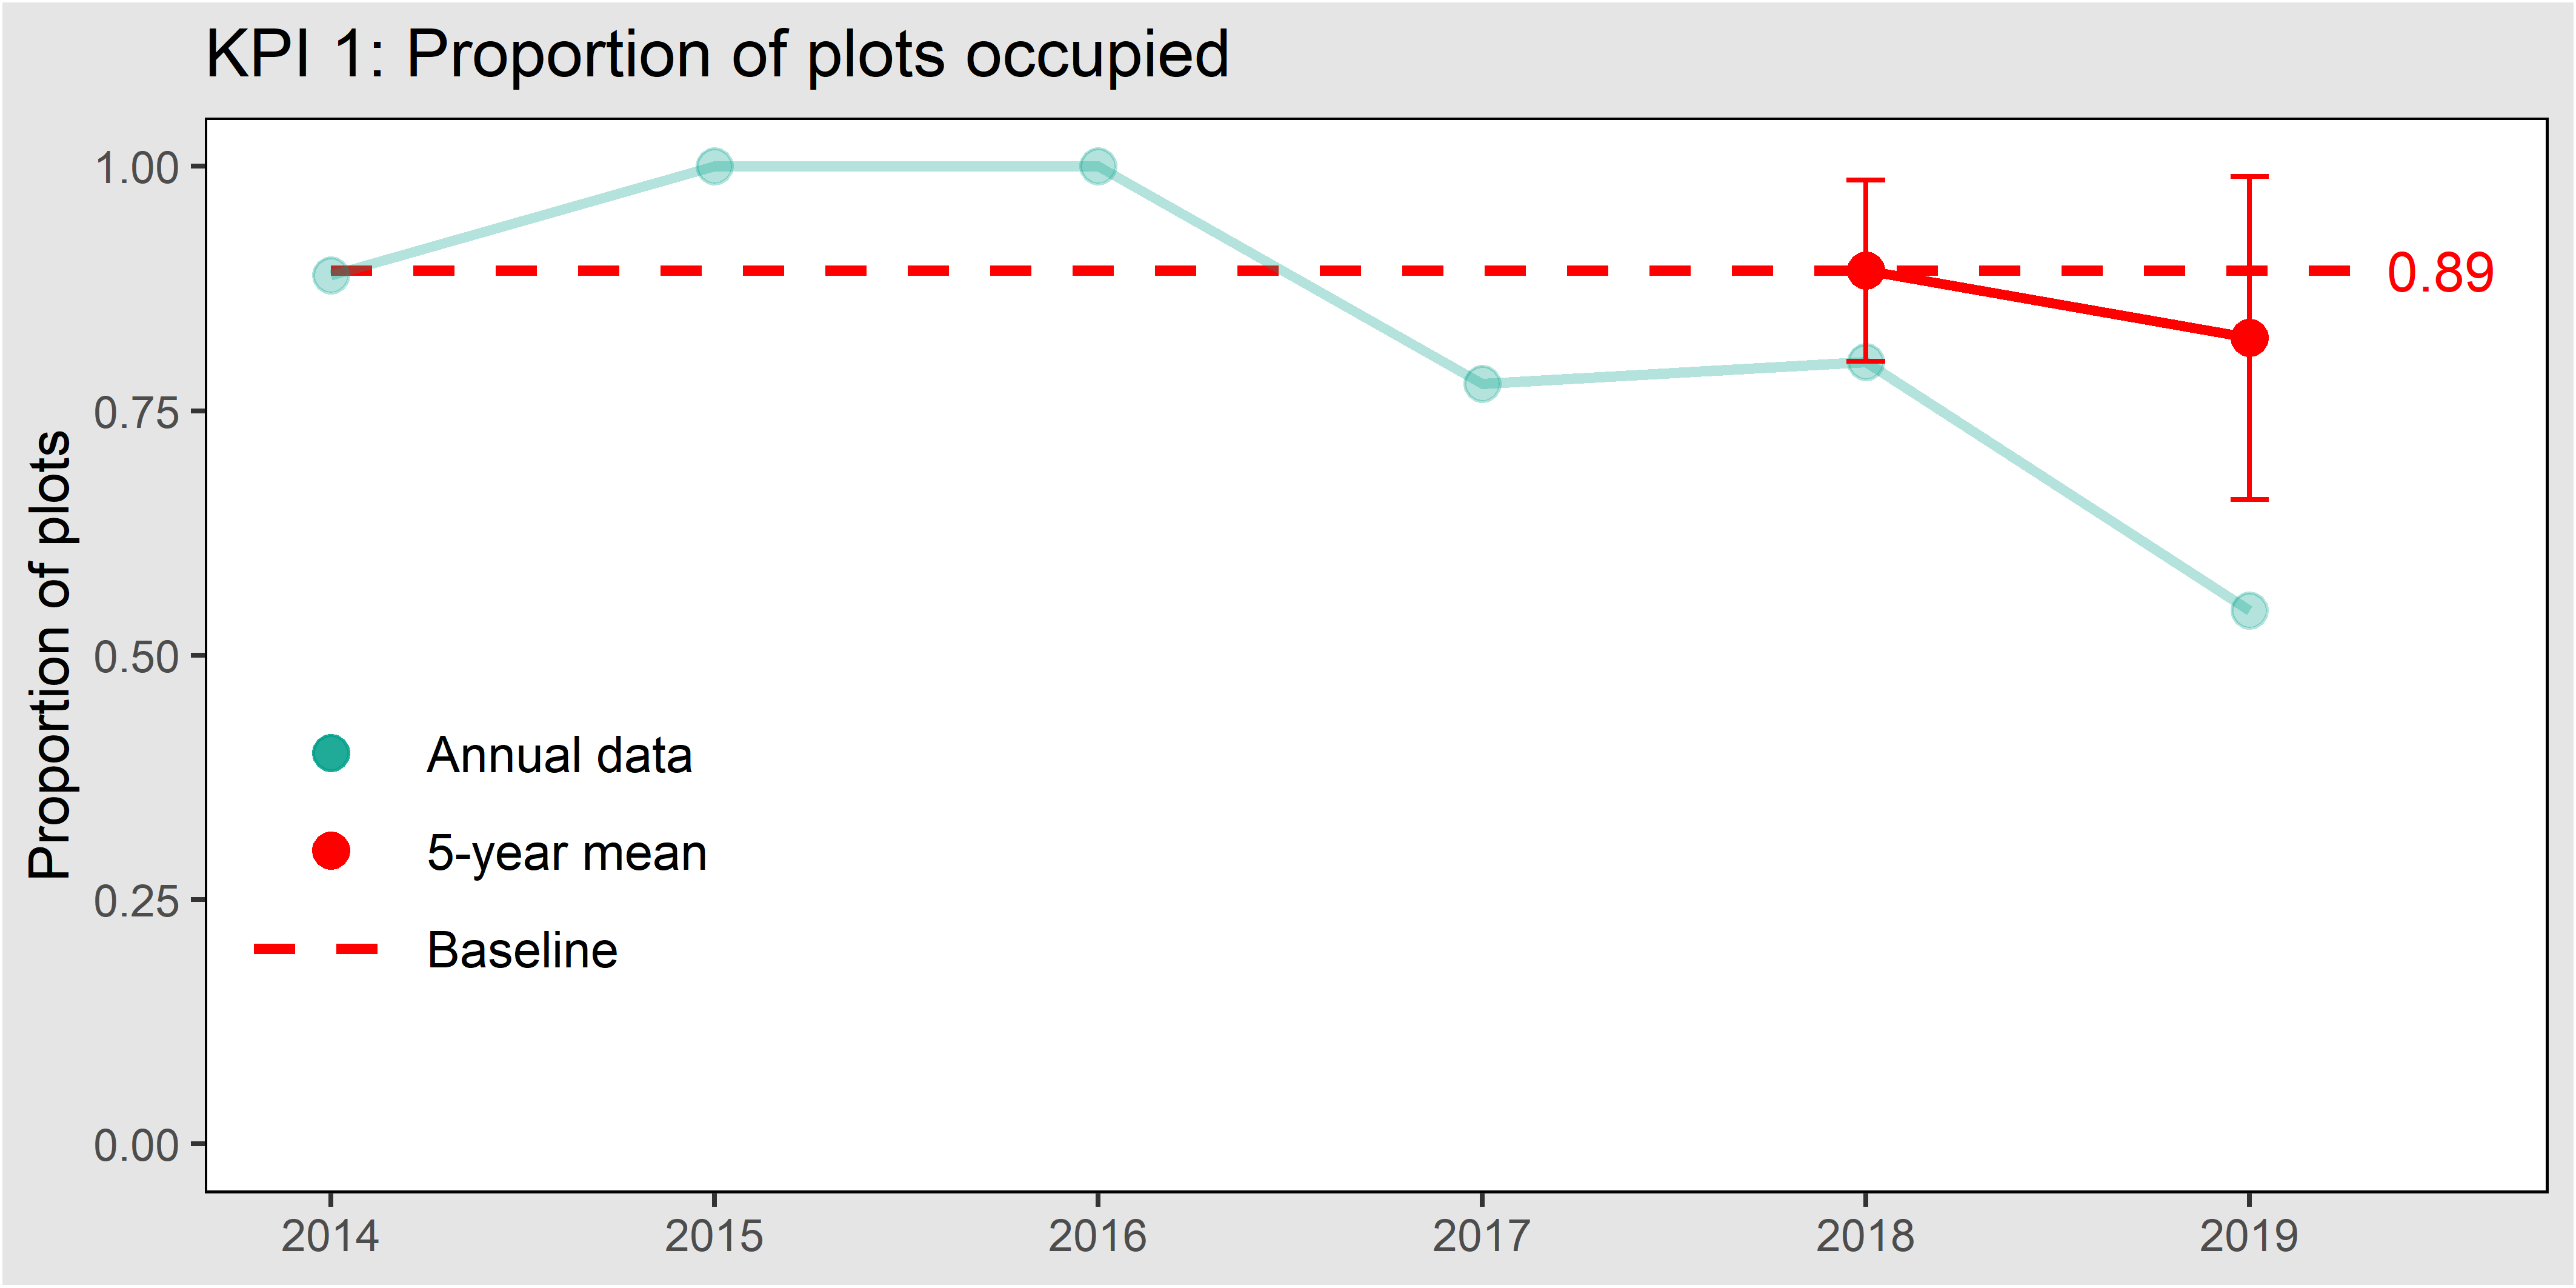 KPI 1: Proportion of plots occupied
Proportion of plots
1.00
0.75
0.50
0.25
0.00
0.89
Annual data
5-year mean
Baseline
2014 2015 2016 2017 2018 2019